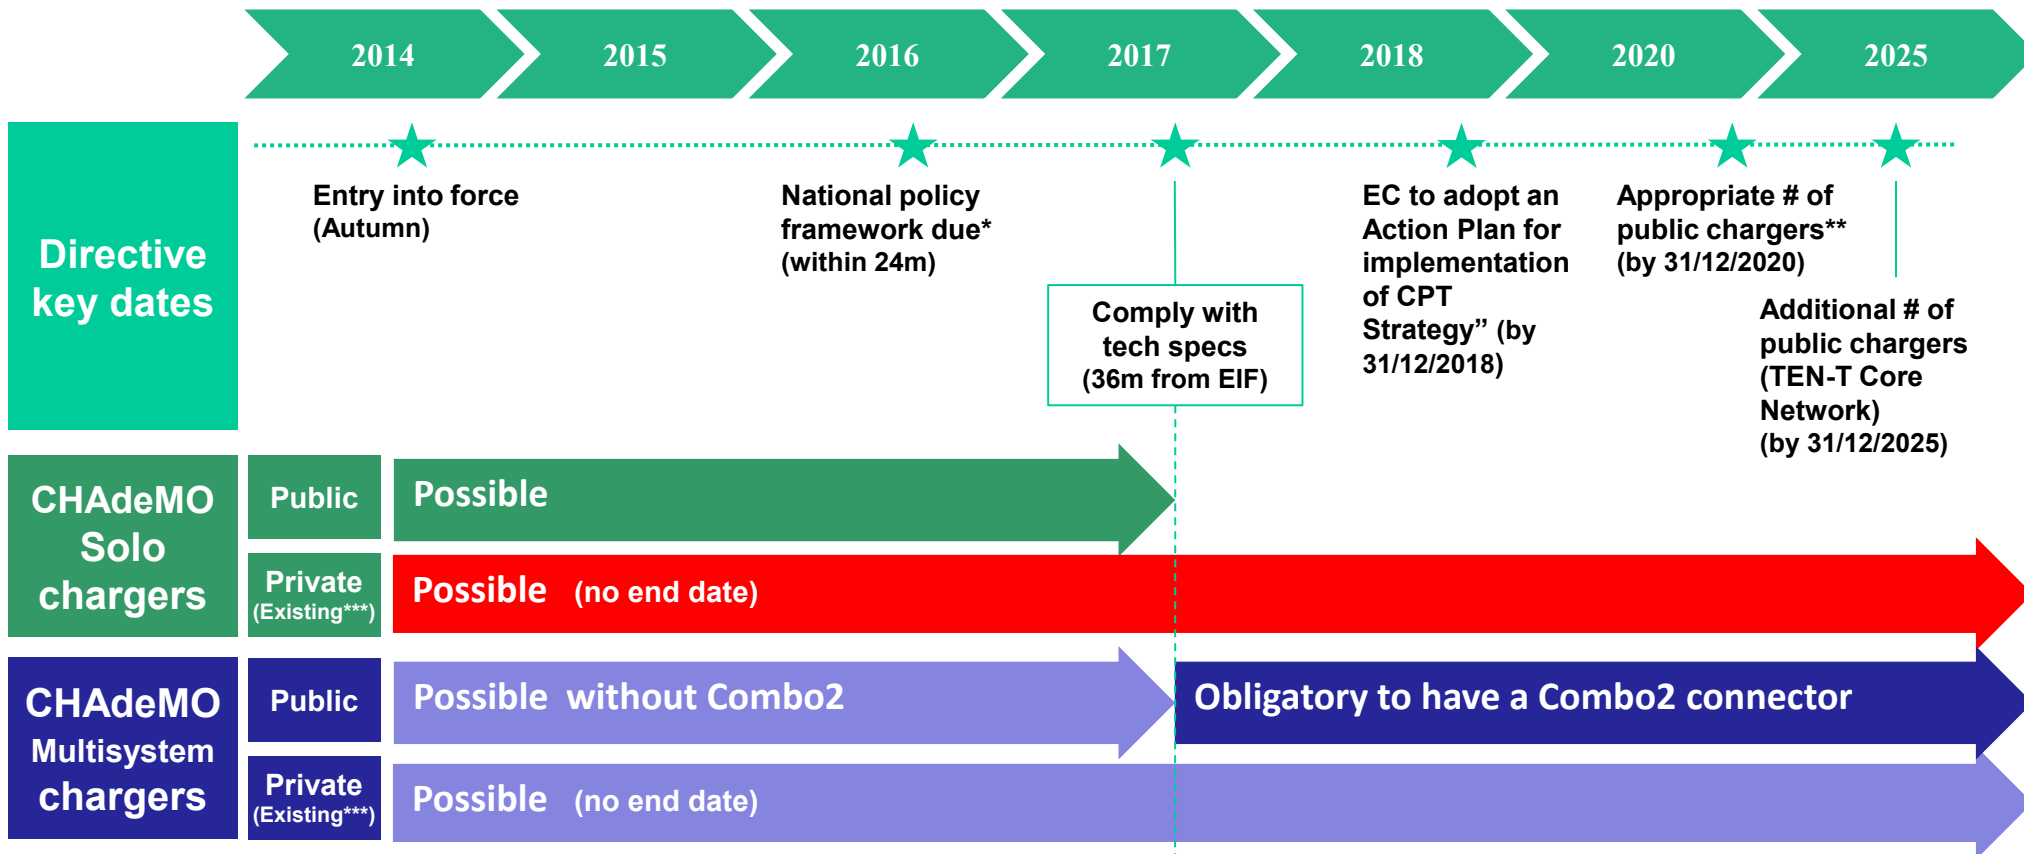 2014
2015
2016
2017
2018
2020
2025
Directive
key dates
Entry into force
(Autumn)
National policy
framework due*
(within 24m)
Comply with
tech specs
(36m from EIF)
EC to adopt an
Action Plan for
implementation
of CPT
Strategy” (by
31/12/2018)
Appropriate # of
public chargers**
(by 31/12/2020)
Additional # of
public chargers
(TEN-T Core
Network)
(by 31/12/2025)
CHAdeMO
Solo
chargers
Public
Possible
Private
(Existing***)
Possible (no end date)
CHAdeMO
Multisystem
chargers
Public
Possible without Combo2
Obligatory to have a Combo2 connector
Private
(Existing***)
Possible (no end date)